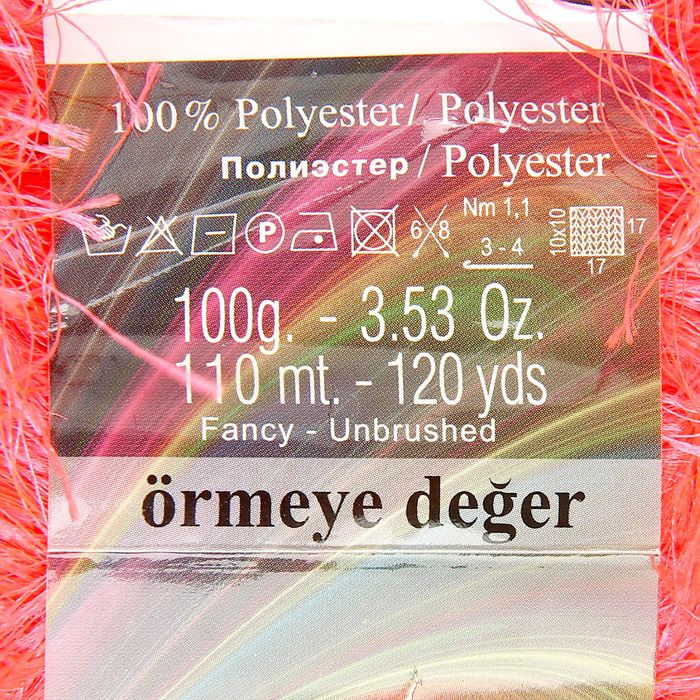 100% Polyester/ Polyester
Полиэстер / Polyester
P 6 8 Nm 1,1 3 - 4 10x10 17 17
100g. - 3.53 Oz.
110 mt. - 120 yds
Fancy - Unbrushed
örmeye değer